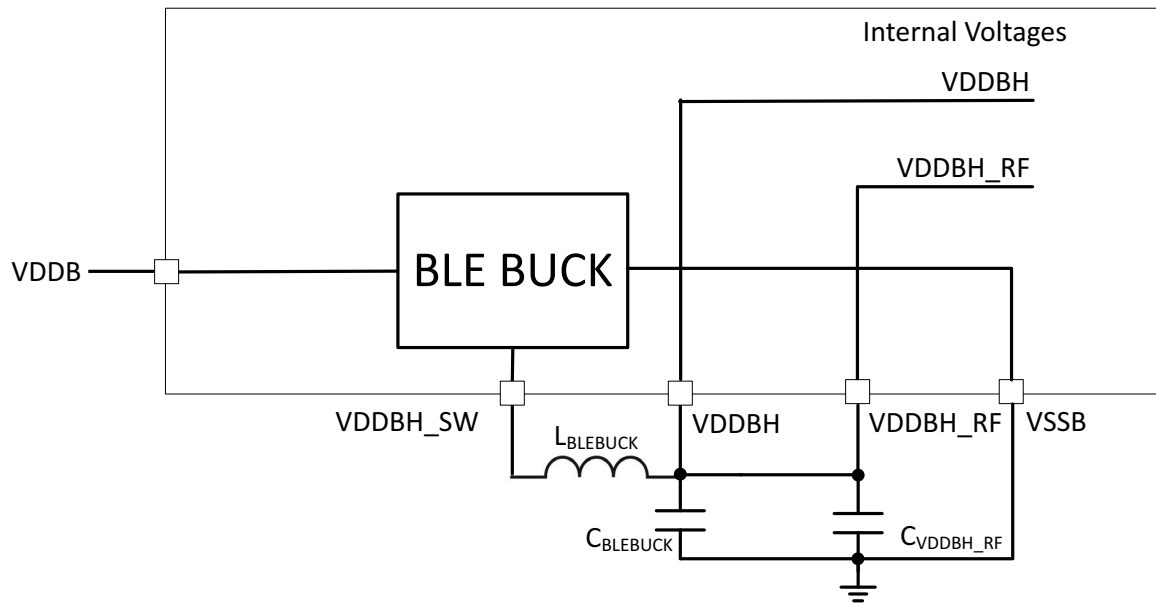 Internal Voltages
VDDBH
VDDBH_RF
VDDB
BLE BUCK
VDDBH_SW
VDDBH
VDDBH_RF
VSSB
LBLEBUCK
CBLEBUCK
CVDDBH_RF